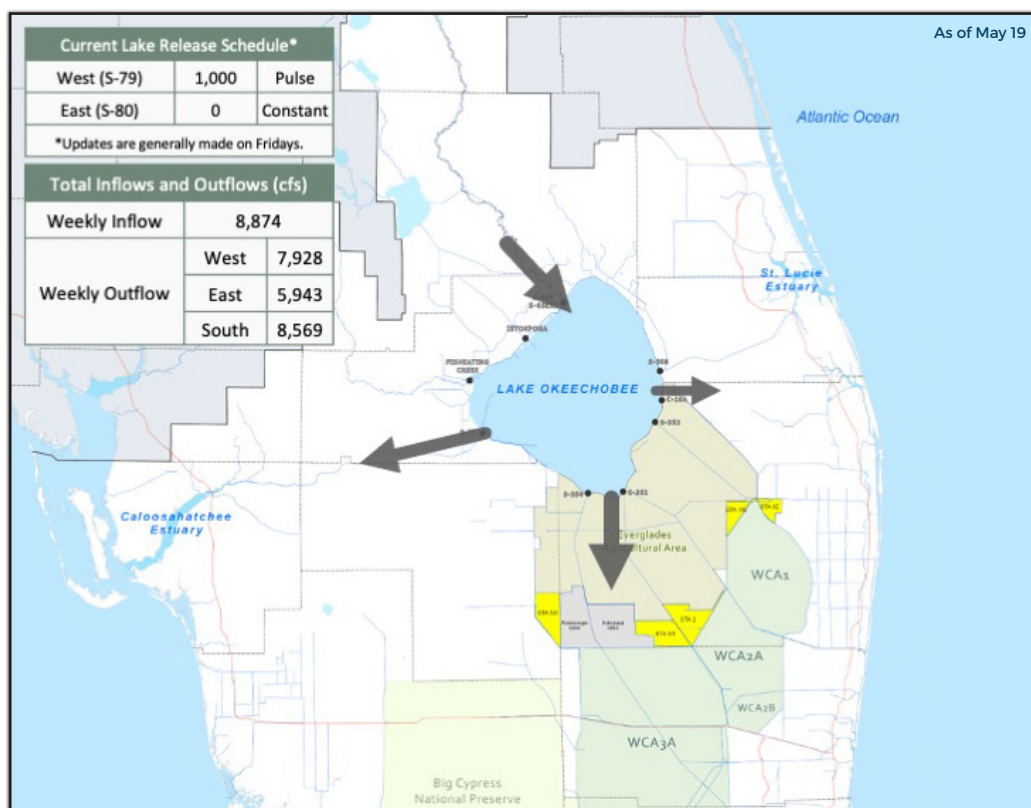 As of May 19
Current Lake Release Schedule*
West (S-79) 1,000 Pulse
East (S-80) 0 Constant
*Updates are generally made on Fridays.
Total Inflows and Outflows (cfs)
Weekly Inflow 8,874
Weekly Outflow
West 7,928
East 5,943
South 8,569
Atlantic Ocean
St. Lucie
Estuary
ISTOKPOGA
FISHEATING
CREEK
S-308
LAKE OKEECHOBEE
S-352
S-354
S-351
Caloosahatchee
Estuary
Everglades
Agricultural Area
WCA1
STA 2
WCA2A
WCA2B
WCA3A
Big Cypress
National Preserve